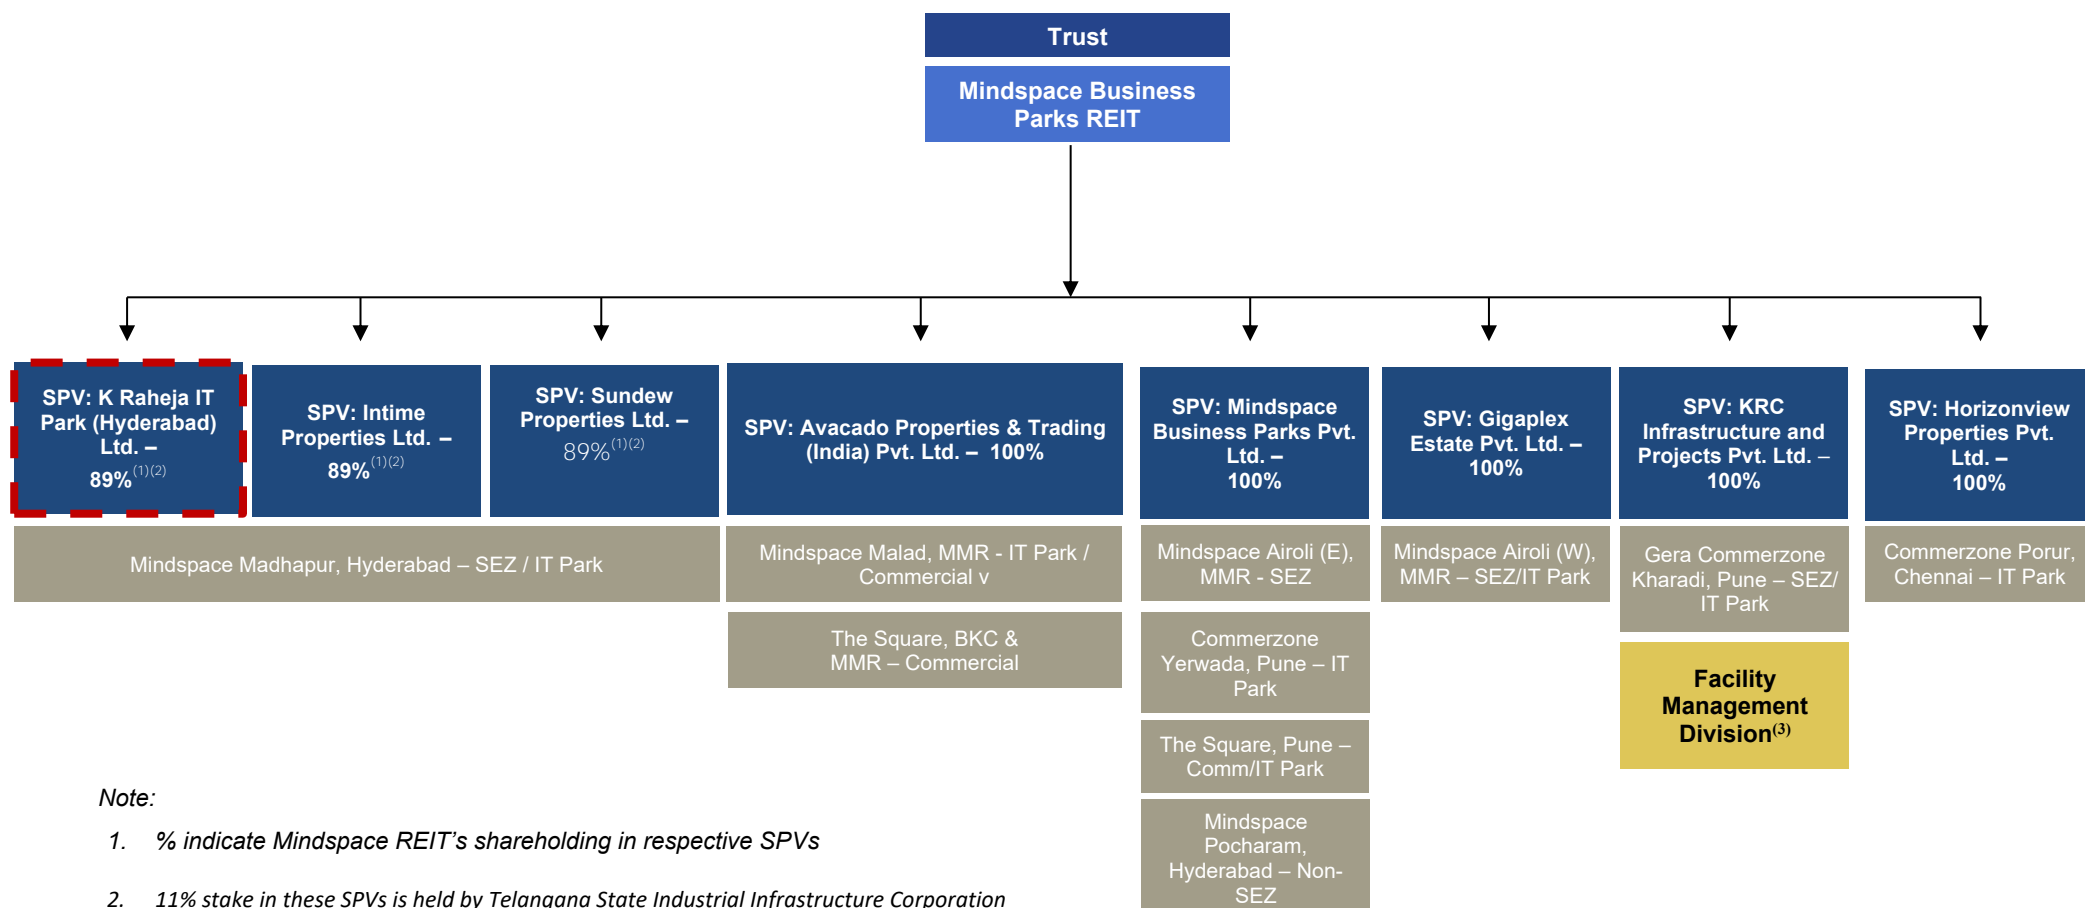 Trust
Mindspace Business
Parks REIT
SPV: K Raheja IT
Park (Hyderabad)
Ltd. –
89%(1)(2)
SPV: Intime
Properties Ltd. –
89%(1)(2)
SPV: Sundew
Properties Ltd. –
89%(1)(2)
SPV: Avacado Properties & Trading
(India) Pvt. Ltd. – 100%
SPV: Mindspace
Business Parks Pvt.
Ltd. –
100%
SPV: Gigaplex
Estate Pvt. Ltd. –
100%
SPV: KRC
Infrastructure and
Projects Pvt. Ltd. –
100%
SPV: Horizonview
Properties Pvt.
Ltd. –
100%
Mindspace Madhapur, Hyderabad – SEZ / IT Park
Mindspace Malad, MMR - IT Park /
Commercial v
Mindspace Airoli (E),
MMR - SEZ
Mindspace Airoli (W),
MMR – SEZ/IT Park
Gera Commerzone
Kharadi, Pune – SEZ/
IT Park
Commerzone Porur,
Chennai – IT Park
The Square, BKC &
MMR – Commercial
Commerzone
Yerwada, Pune – IT
Park
Facility
Management
Division(3)
The Square, Pune –
Comm/IT Park
Mindspace
Pocharam,
Hyderabad – Non-
SEZ
Note:
1. % indicate Mindspace REIT’s shareholding in respective SPVs
2. 11% stake in these SPVs is held by Telangana State Industrial Infrastructure Corporation